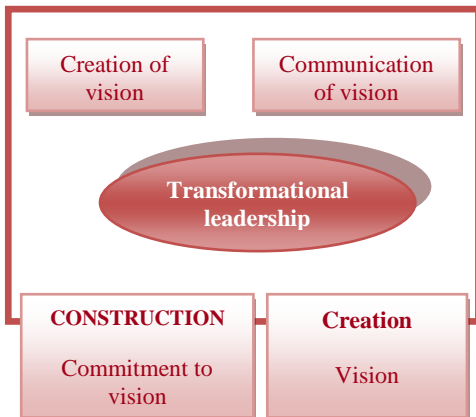 Creation of
vision
Communication
of vision
Transformational
leadership
CONSTRUCTION
Commitment to
vision
Creation
Vision